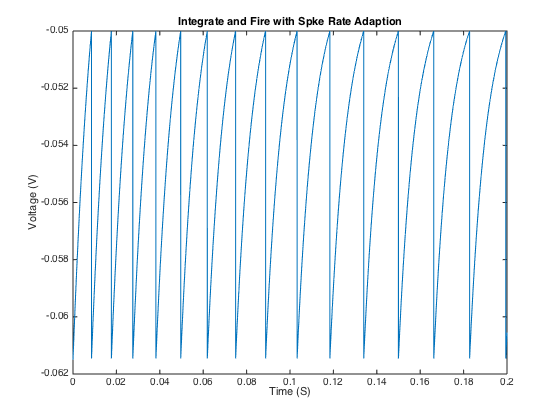 Integrate and Fire with Spke Rate Adaption
-0.05
-0.052
-0.054
-0.056
-0.058
-0.06
-0.062
Voltage (V)
0 0.02 0.04 0.06 0.08 0.1 0.12 0.14 0.16 0.18 0.2
Time (S)